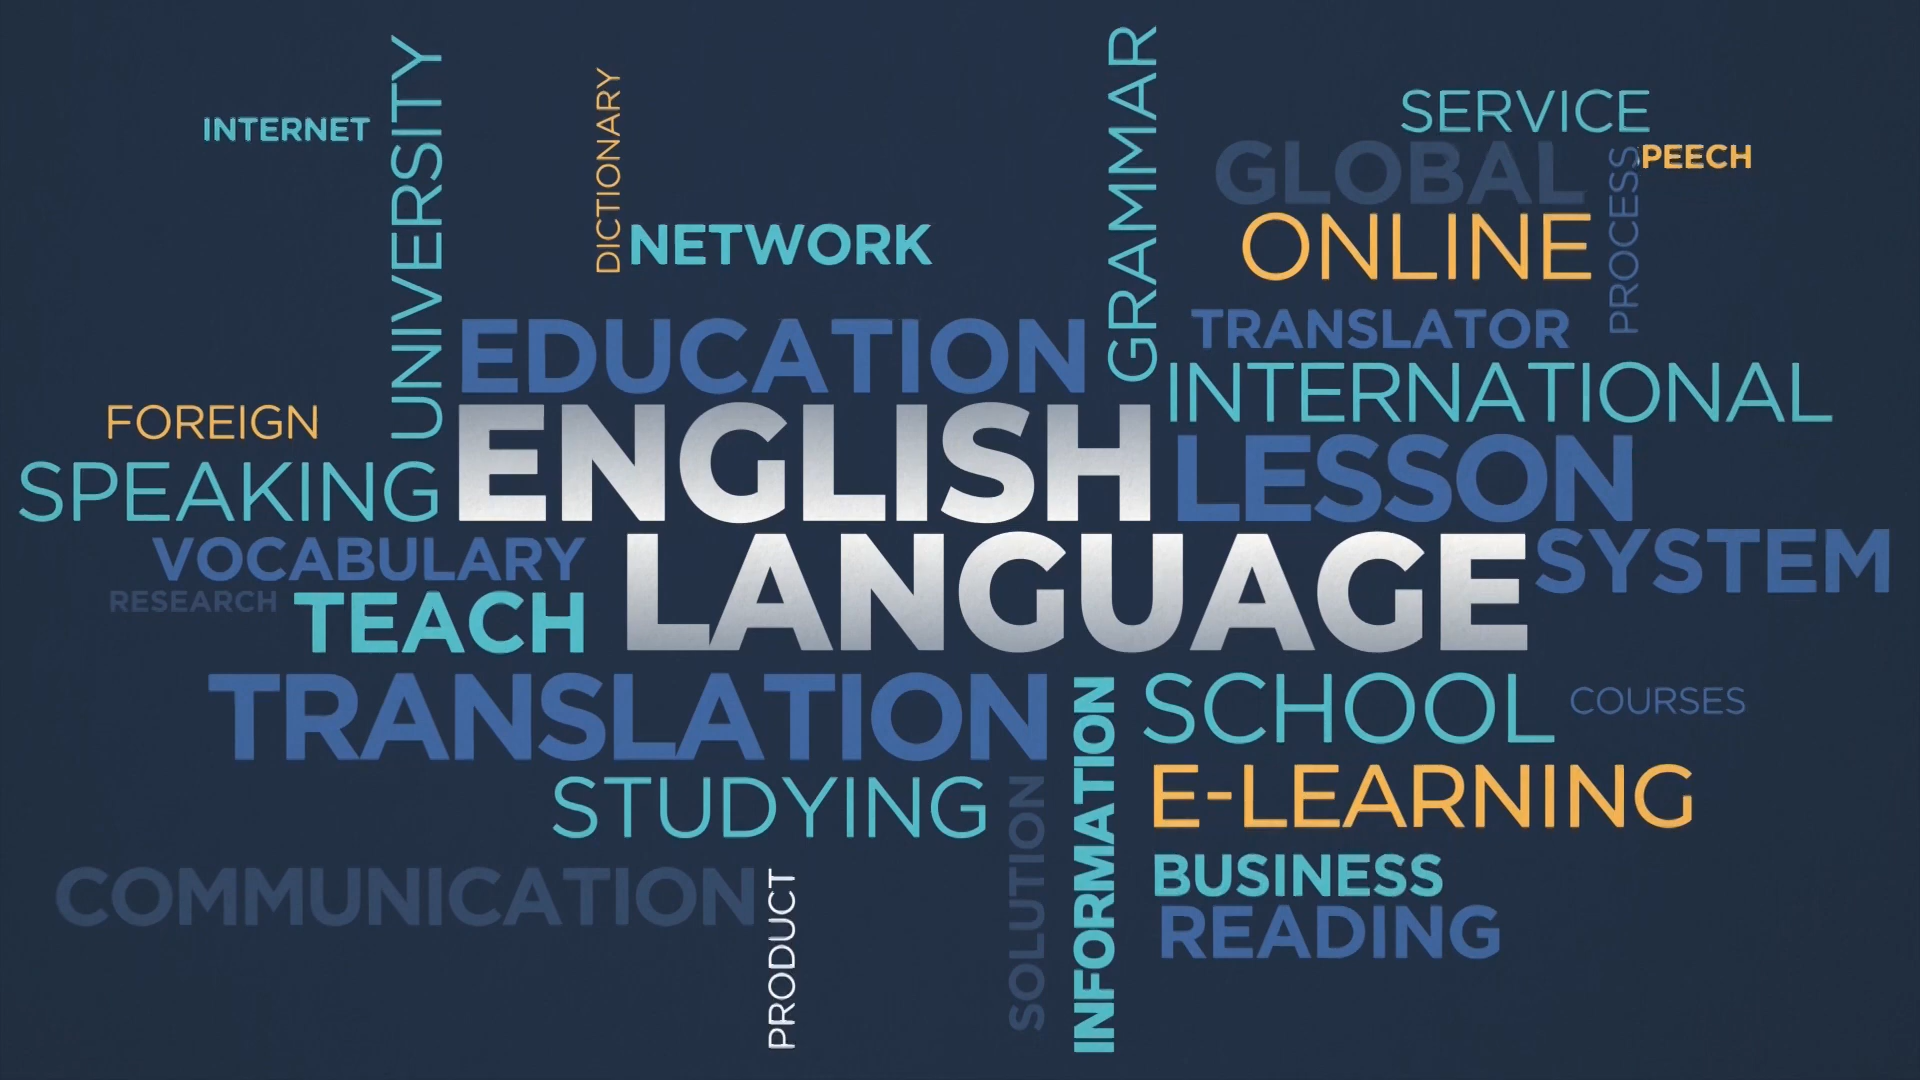 INTERNET
UNIVERSITY
DICTIONARY
NETWORK
GRAMMAR
SERVICE
GLOBAL
PEECH
PROCESS
ONLINE
TRANSLATOR
EDUCATION
INTERNATIONAL
FOREIGN
SPEAKING
ENGLISH
LESSON
VOCABULARY
LANGUAGE
SYSTEM
RESEARCH
TEACH
TRANSLATION
INFORMATION
SCHOOL
COURSES
STUDYING
SOLUTION
E-LEARNING
COMMUNICATION
PRODUCT
BUSINESS
READING